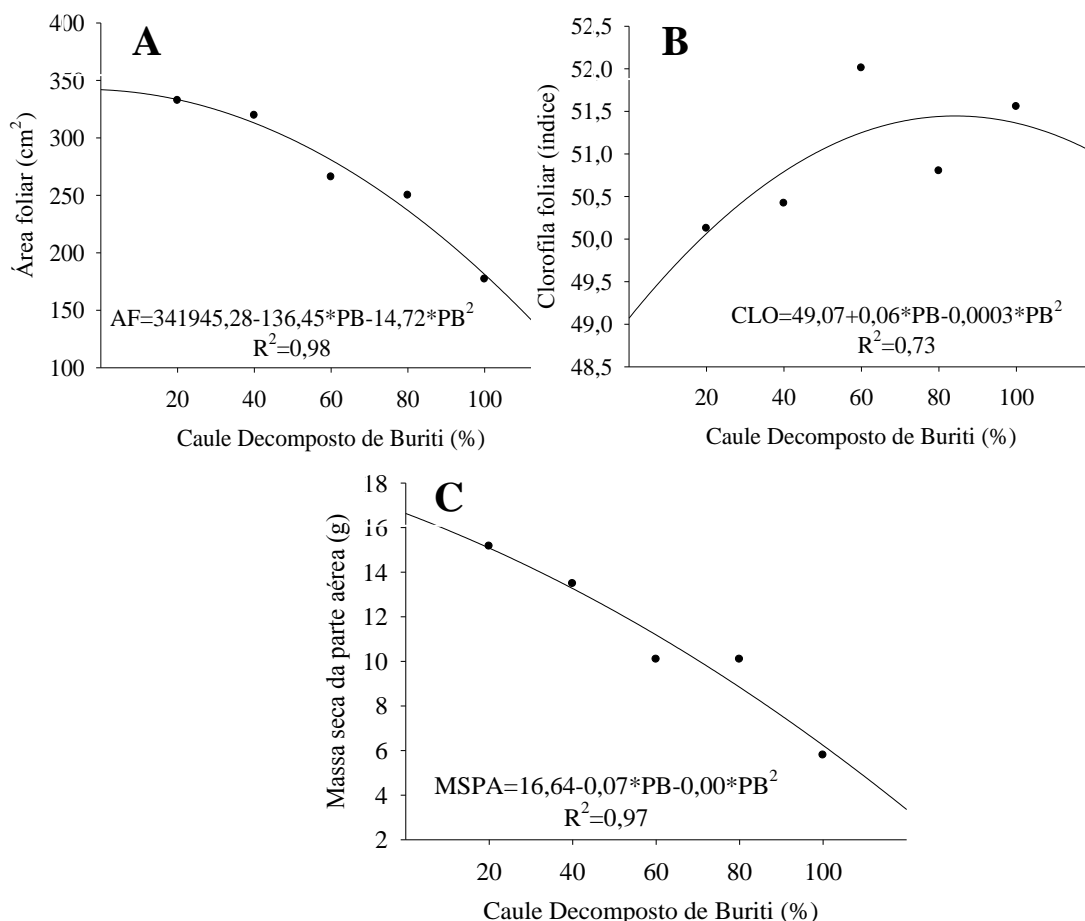 A
Área foliar (cm²)
400
350
300
250
200
150
100
AF=341945,28-136,45*PB-14,72*PB²
R²=0,98
20 40 60 80 100
Caule Decomposto de Buriti (%)
B
Clorofila foliar (índice)
52,5
52,0
51,5
51,0
50,5
50,0
49,5
49,0
48,5
CLO=49,07+0,06*PB-0,0003*PB²
R²=0,73
20 40 60 80 100
Caule Decomposto de Buriti (%)
C
Massa seca da parte aérea (g)
18
16
14
12
10
8
6
4
2
MSPA=16,64-0,07*PB-0,00*PB²
R²=0,97
20 40 60 80 100
Caule Decomposto de Buriti (%)